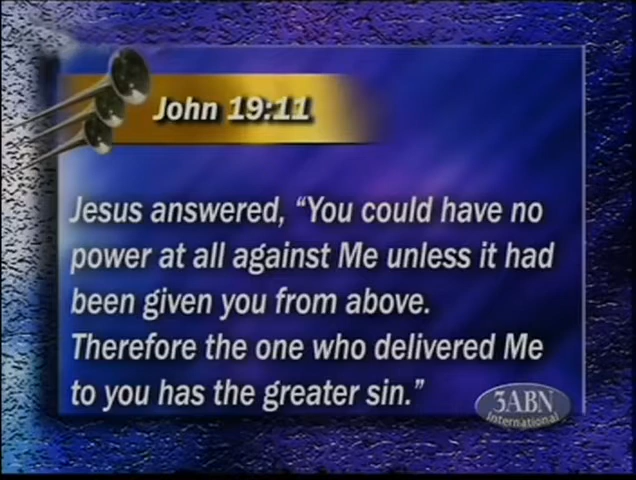 John 19:11
Jesus answered, “You could have no
power at all against Me unless it had
been given you from above.
Therefore the one who delivered Me
to you has the greater sin.”
3ABN
International